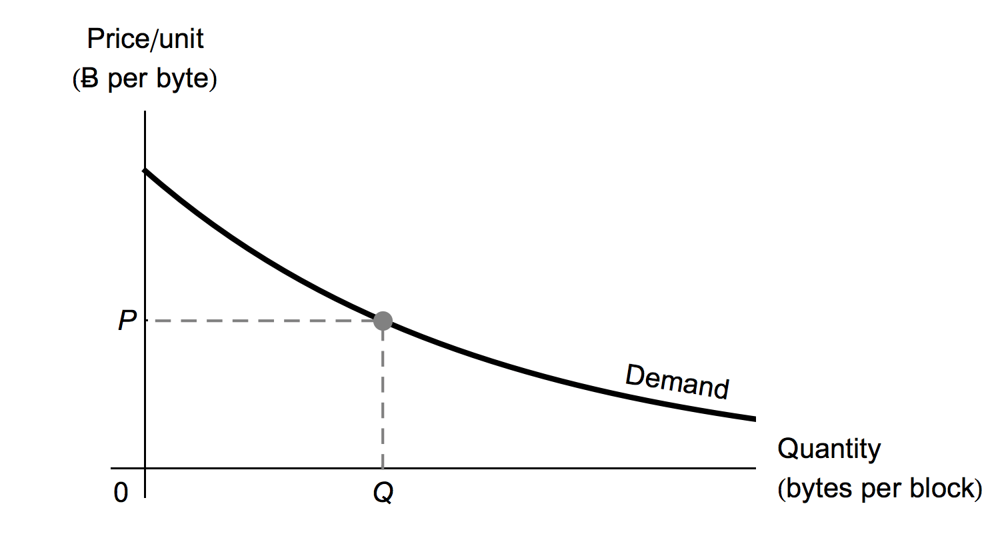 Price/unit
(Ƀ per byte)
P
Demand
Quantity
(bytes per block)
0
Q